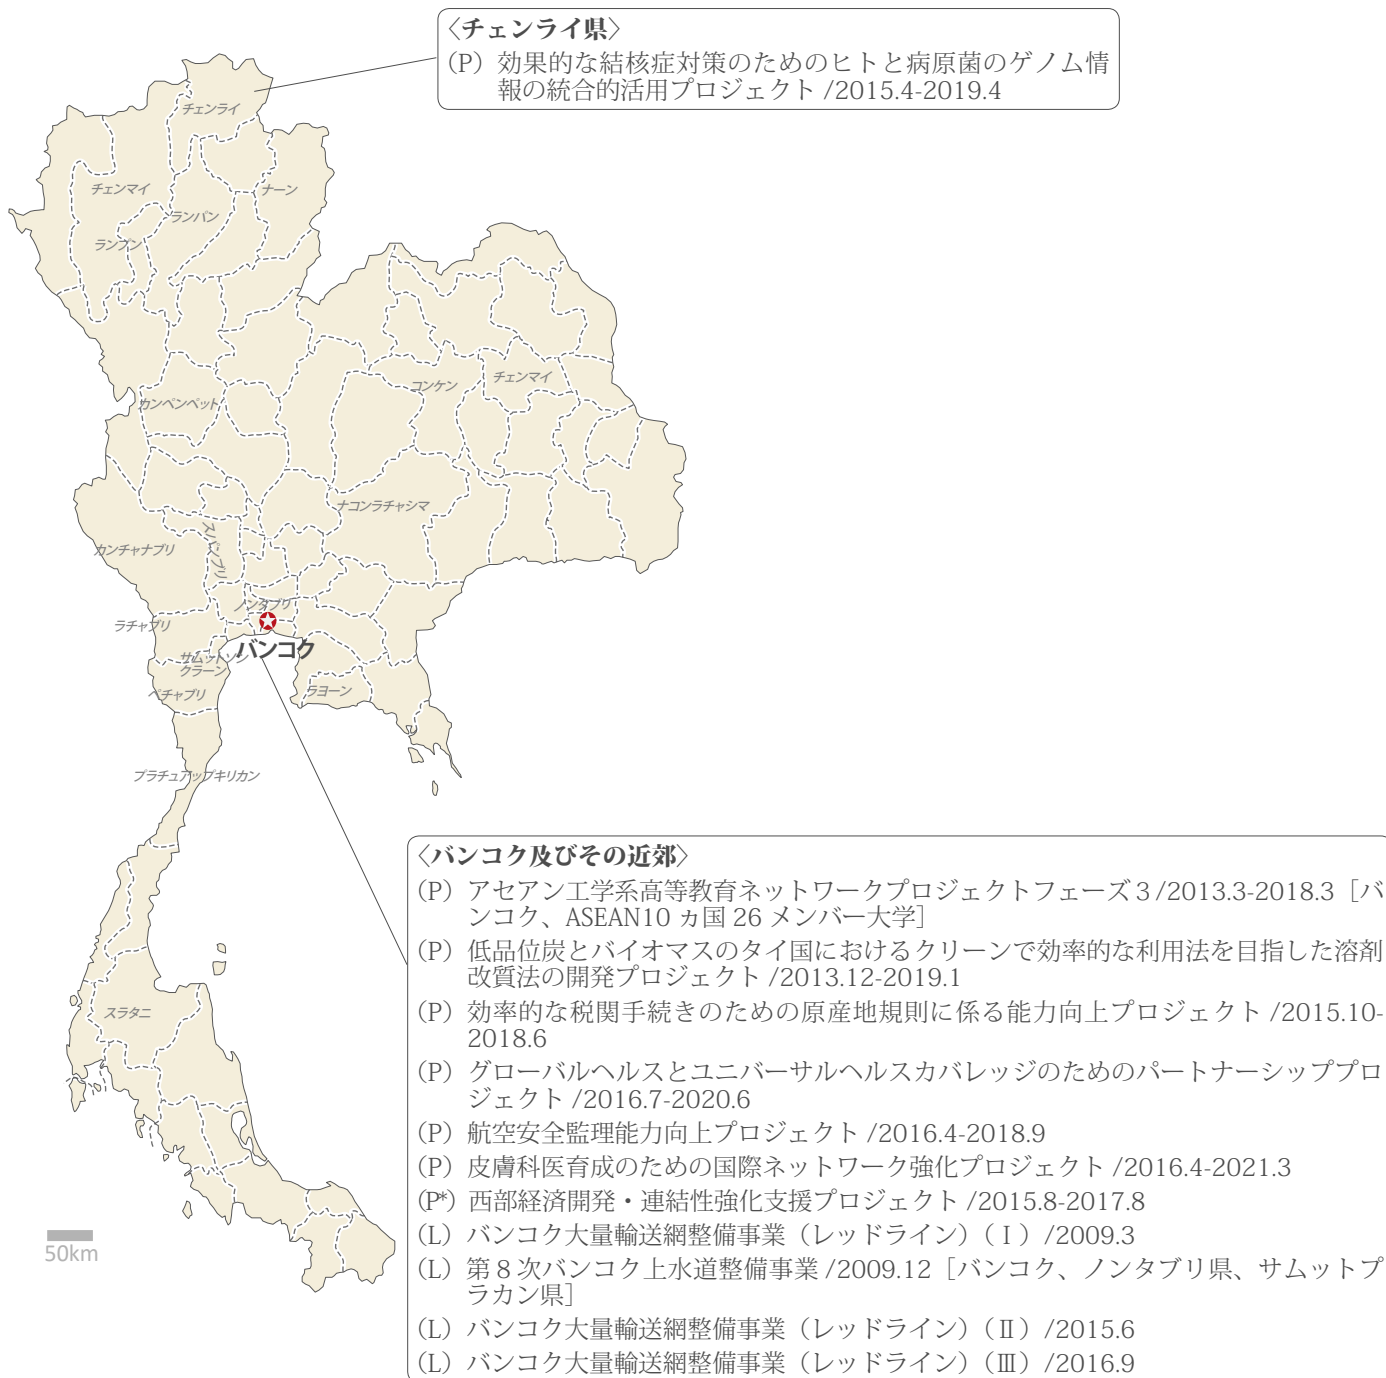 〈チェンライ県〉
(P) 効果的な結核症対策のためのヒトと病原菌のゲノム情
報の統合的活用プロジェクト /2015.4-2019.4
チェンライ
チェンマイ
ナーン
ランパン
ランプン
コンケン
チェンマイ
カンペンペット
ナコンラチャシマ
スパンブリ
カンチャナブリ
ノンタブリ
ラチャブリ
バンコク
サムットソン
クラーン
ペチャブリ
ラヨーン
プラチュアップキリカン
スラタニ
50km
〈バンコク及びその近郊〉
(P) アセアン工学系高等教育ネットワークプロジェクトフェーズ３/2013.3-2018.3［バ
ンコク、ASEAN10 ヵ国 26 メンバー大学］
(P) 低品位炭とバイオマスのタイ国におけるクリーンで効率的な利用法を目指した溶剤
改質法の開発プロジェクト /2013.12-2019.1
(P) 効率的な税関手続きのための原産地規則に係る能力向上プロジェクト /2015.10-
2018.6
(P) グローバルヘルスとユニバーサルヘルスカバレッジのためのパートナーシッププロ
ジェクト /2016.7-2020.6
(P) 航空安全監理能力向上プロジェクト /2016.4-2018.9
(P) 皮膚科医育成のための国際ネットワーク強化プロジェクト /2016.4-2021.3
(P*) 西部経済開発・連結性強化支援プロジェクト /2015.8-2017.8
(L) バンコク大量輸送網整備事業（レッドライン）（Ⅰ）/2009.3
(L) 第８次バンコク上水道整備事業 /2009.12［バンコク、ノンタブリ県、サムットプ
ラカン県］
(L) バンコク大量輸送網整備事業（レッドライン）（Ⅱ）/2015.6
(L) バンコク大量輸送網整備事業（レッドライン）（Ⅲ）/2016.9